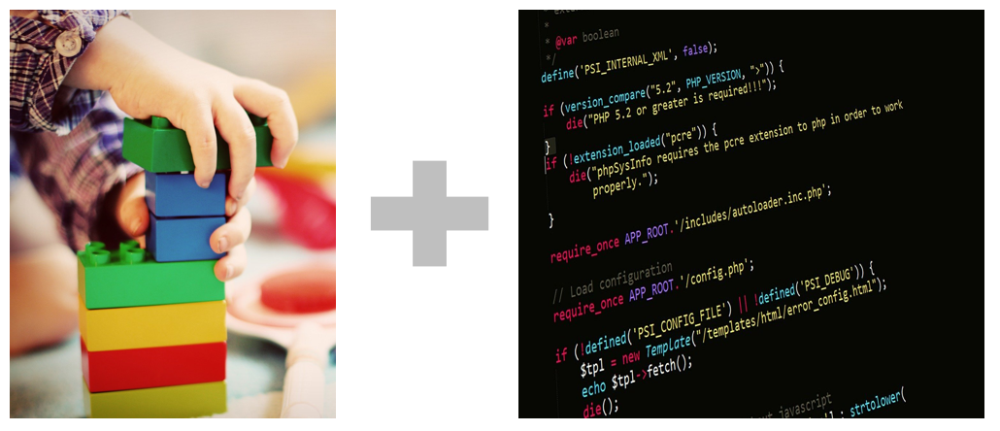 *
* @var boolean
*/
define('PSI_INTERNAL_XML', false);
if (version_compare("5.2", PHP_VERSION, ">")) {
die("PHP 5.2 or greater is required!!!");
}
if (!extension_loaded("pcre")) {
die("phpSysInfo requires the pcre extension to php in order to work
properly.");
}
require_once APP_ROOT.'/includes/autoloader.inc.php';
// Load configuration
require_once APP_ROOT.'/config.php';
if (!defined('PSI_CONFIG_FILE') || !defined('PSI_DEBUG')) {
$tpl = new Template("/templates/html/error_config.html");
echo $tpl->fetch();
die();
javascript
strtolower(